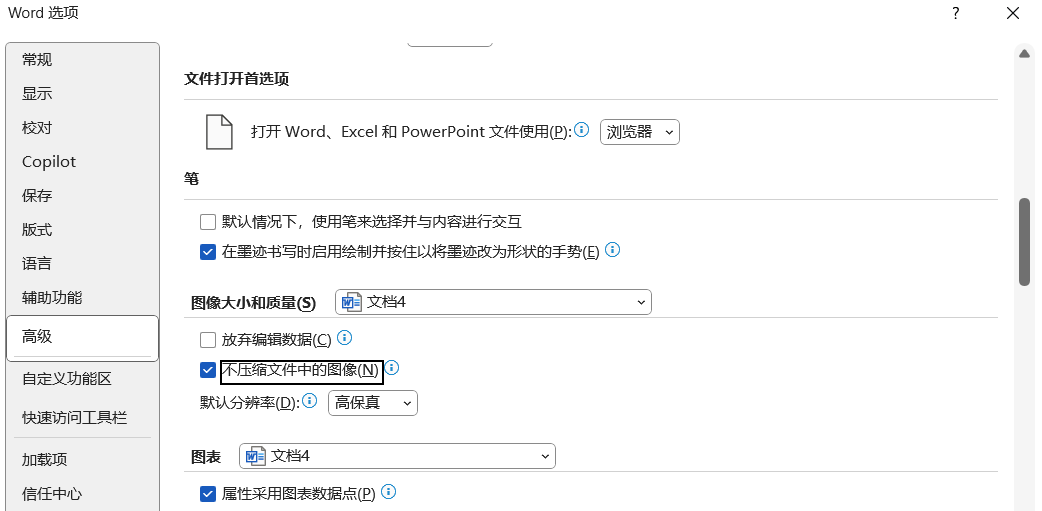 Word 选项
?
常规
显示
校对
Copilot
保存
版式
语言
辅助功能
高级
自定义功能区
快速访问工具栏
加载项
信任中心
文件打开首选项
打开 Word、Excel 和 PowerPoint 文件使用(P): 浏览器
笔
默认情况下，使用笔来选择并与内容进行交互
在墨迹书写时启用绘制并按住以将墨迹改为形状的手势(E)
图像大小和质量(S) 文档4
放弃编辑数据(C)
不压缩文件中的图像(N)
默认分辨率(D): 高保真
图表 文档4
属性采用图表数据点(P)